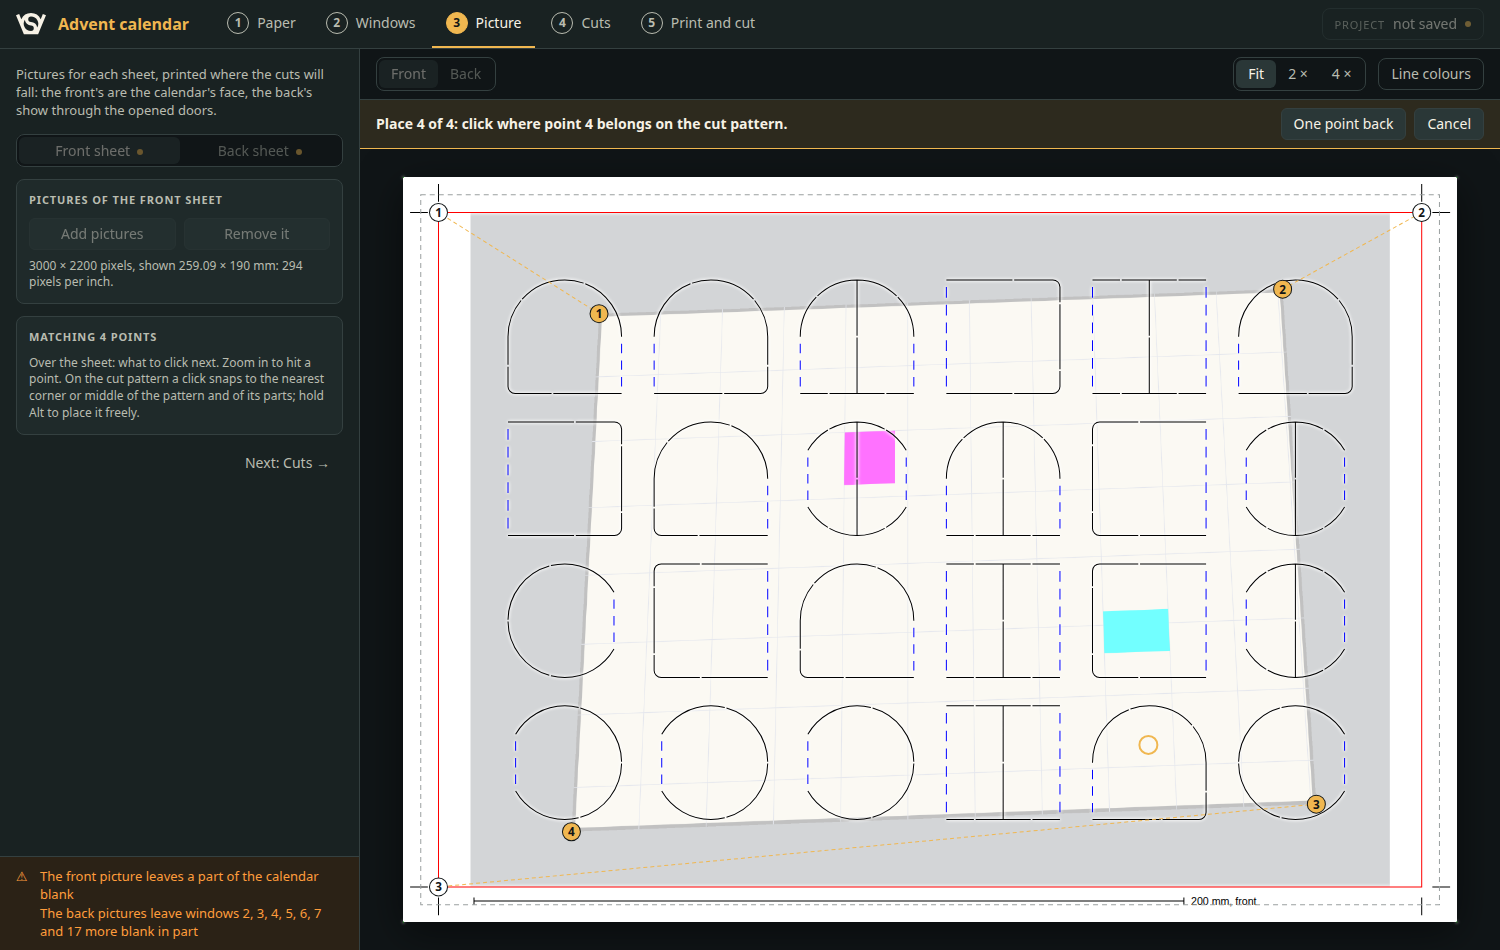 Advent calendar
1 Paper
2 Windows
3 Picture
4 Cuts
5 Print and cut
PROJECT not saved
Pictures for each sheet, printed where the cuts will
fall: the front's are the calendar's face, the back's
show through the opened doors.
Front sheet
Back sheet
PICTURES OF THE FRONT SHEET
Add pictures
Remove it
3000 × 2200 pixels, shown 259.09 × 190 mm: 294
pixels per inch.
MATCHING 4 POINTS
Over the sheet: what to click next. Zoom in to hit a
point. On the cut pattern a click snaps to the nearest
corner or middle of the pattern and of its parts; hold
Alt to place it freely.
Next: Cuts →
⚠ The front picture leaves a part of the calendar
blank
The back pictures leave windows 2, 3, 4, 5, 6, 7
and 17 more blank in part
Front
Back
Fit
2 ×
4 ×
Line colours
Place 4 of 4: click where point 4 belongs on the cut pattern.
One point back
Cancel
1
2
2
1
3
4
3
200 mm, front